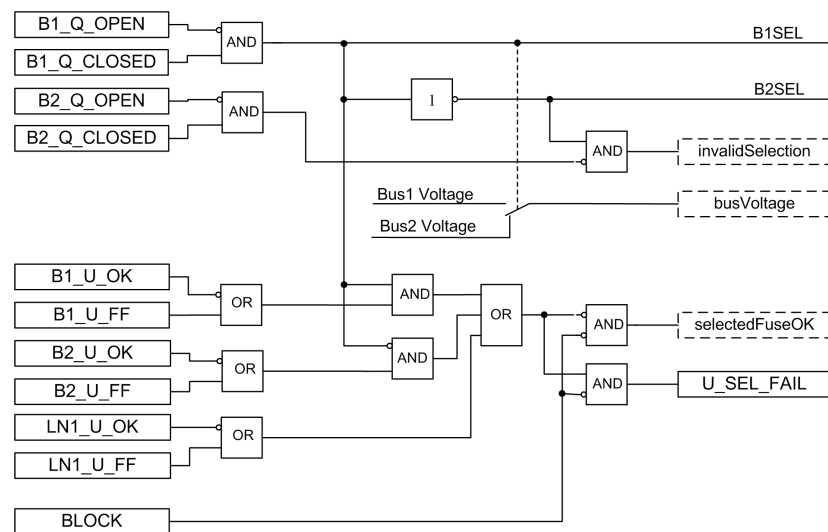 B1_Q_OPEN
AND
B1SEL
B1_Q_CLOSED
B2_Q_OPEN
AND
1
B2SEL
B2_Q_CLOSED
AND
invalidSelection
Bus1 Voltage
busVoltage
Bus2 Voltage
B1_U_OK
OR
AND
B1_U_FF
OR
AND
selectedFuseOK
B2_U_OK
OR
AND
B2_U_FF
AND
U_SEL_FAIL
LN1_U_OK
OR
LN1_U_FF
BLOCK